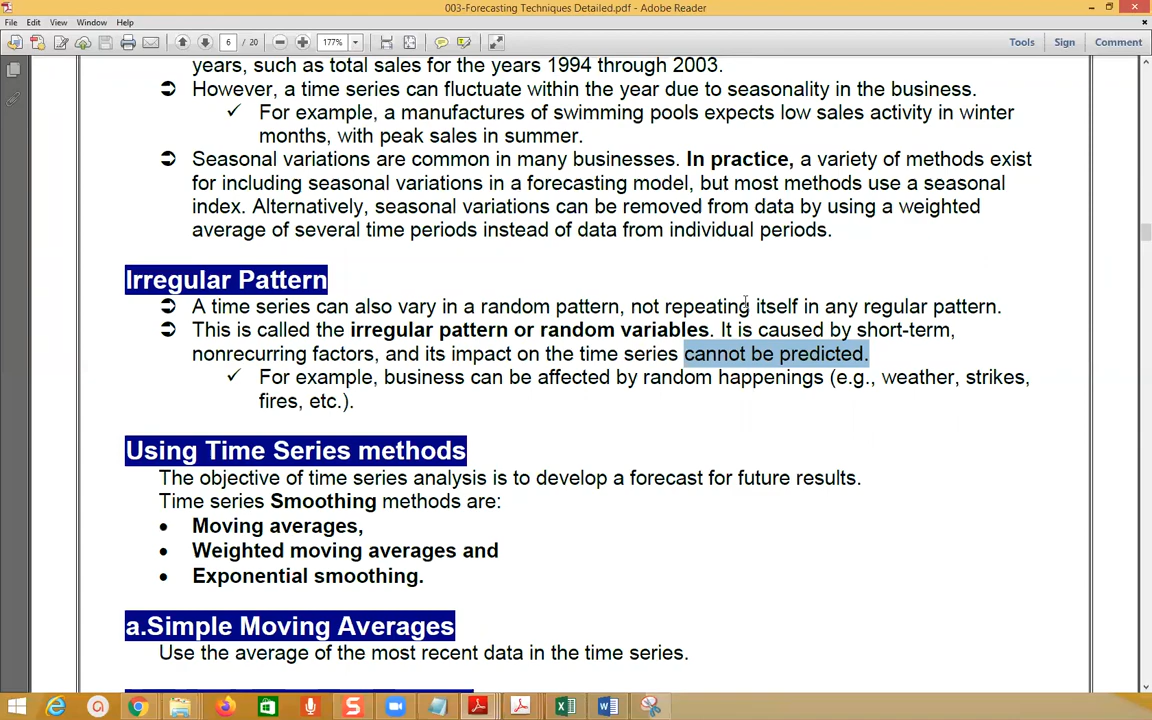 003-Forecasting Techniques Detailed.pdf - Adobe Reader
File Edit View Window Help
6 / 20 177% Tools Sign Comment
years, such as total sales for the years 1994 through 2003.
However, a time series can fluctuate within the year due to seasonality in the business.
For example, a manufactures of swimming pools expects low sales activity in winter
months, with peak sales in summer.
Seasonal variations are common in many businesses. In practice, a variety of methods exist
for including seasonal variations in a forecasting model, but most methods use a seasonal
index. Alternatively, seasonal variations can be removed from data by using a weighted
average of several time periods instead of data from individual periods.
Irregular Pattern
A time series can also vary in a random pattern, not repeating itself in any regular pattern.
This is called the irregular pattern or random variables. It is caused by short-term,
nonrecurring factors, and its impact on the time series cannot be predicted.
For example, business can be affected by random happenings (e.g., weather, strikes,
fires, etc.).
Using Time Series methods
The objective of time series analysis is to develop a forecast for future results.
Time series Smoothing methods are:
• Moving averages,
• Weighted moving averages and
• Exponential smoothing.
a.Simple Moving Averages
Use the average of the most recent data in the time series.